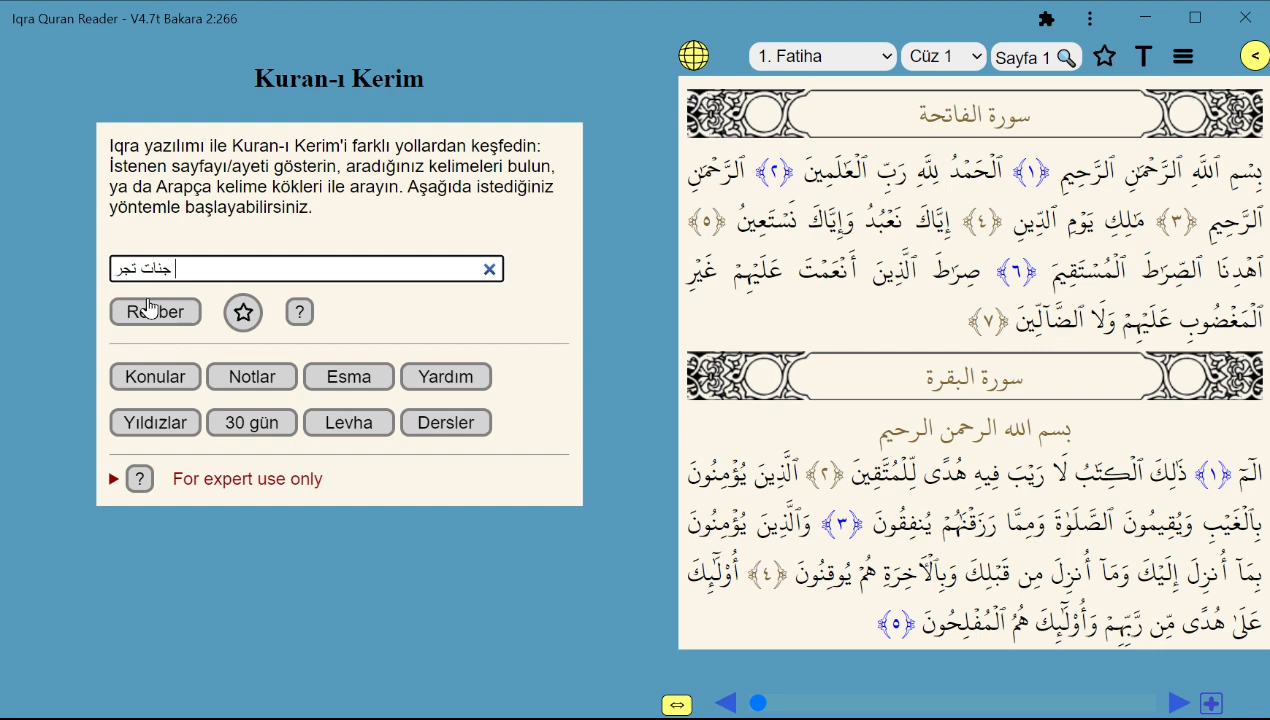 Iqra Quran Reader - V4.7t Bakara 2:266
Kuran-ı Kerim
Iqra yazılımı ile Kuran-ı Kerim'i farklı yollardan keşfedin:
İstenen sayfayı/ayeti gösterin, aradığınız kelimeleri bulun,
ya da Arapça kelime kökleri ile arayın. Aşağıda istediğiniz
yöntemle başlayabilirsiniz.
جنات تجر
?
Konular Notlar Esma Yardım
Yıldızlar 30 gün Levha Dersler
? For expert use only
1. Fatiha Cüz 1 Sayfa 1 T <
سورة الفاتحة
بِسْمِ ٱللَّهِ ٱلرَّحْمَٰنِ ٱلرَّحِيمِ ﴿١﴾ ٱلْحَمْدُ لِلَّهِ رَبِّ ٱلْعَٰلَمِينَ ﴿٢﴾ ٱلرَّحْمَٰنِ
ٱلرَّحِيمِ ﴿٣﴾ مَٰلِكِ يَوْمِ ٱلدِّينِ ﴿٤﴾ إِيَّاكَ نَعْبُدُ وَإِيَّاكَ نَسْتَعِينُ ﴿٥﴾
ٱهْدِنَا ٱلصِّرَٰطَ ٱلْمُسْتَقِيمَ ﴿٦﴾ صِرَٰطَ ٱلَّذِينَ أَنْعَمْتَ عَلَيْهِمْ غَيْرِ
ٱلْمَغْضُوبِ عَلَيْهِمْ وَلَا ٱلضَّآلِّينَ ﴿٧﴾
سورة البقرة
بسم الله الرحمن الرحيم
الٓمٓ ﴿١﴾ ذَٰلِكَ ٱلْكِتَٰبُ لَا رَيْبَ فِيهِ هُدًى لِّلْمُتَّقِينَ ﴿٢﴾ ٱلَّذِينَ يُؤْمِنُونَ
بِٱلْغَيْبِ وَيُقِيمُونَ ٱلصَّلَوٰةَ وَمِمَّا رَزَقْنَٰهُمْ يُنفِقُونَ ﴿٣﴾ وَٱلَّذِينَ يُؤْمِنُونَ
بِمَآ أُنزِلَ إِلَيْكَ وَمَآ أُنزِلَ مِن قَبْلِكَ وَبِٱلْءَاخِرَةِ هُمْ يُوقِنُونَ ﴿٤﴾ أُو۟لَٰٓئِكَ
عَلَىٰ هُدًى مِّن رَّبِّهِمْ وَأُو۟لَٰٓئِكَ هُمُ ٱلْمُفْلِحُونَ ﴿٥﴾